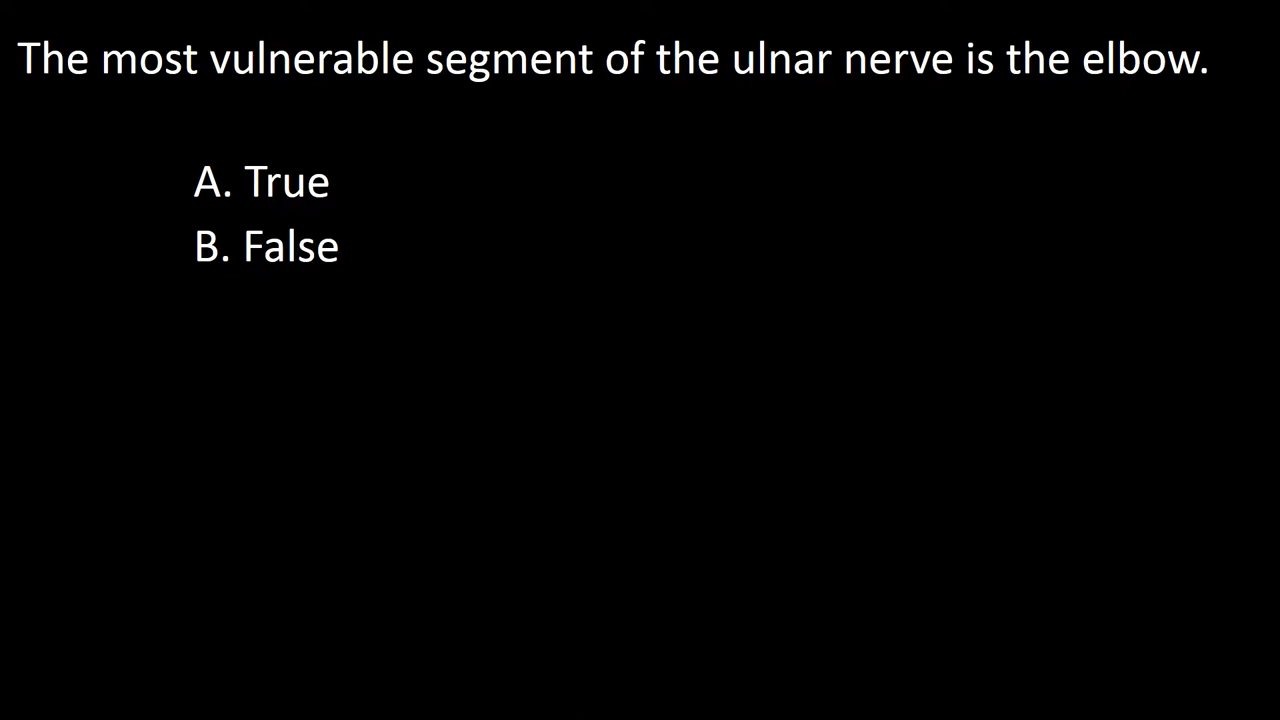 The most vulnerable segment of the ulnar nerve is the elbow.
A. True
B. False